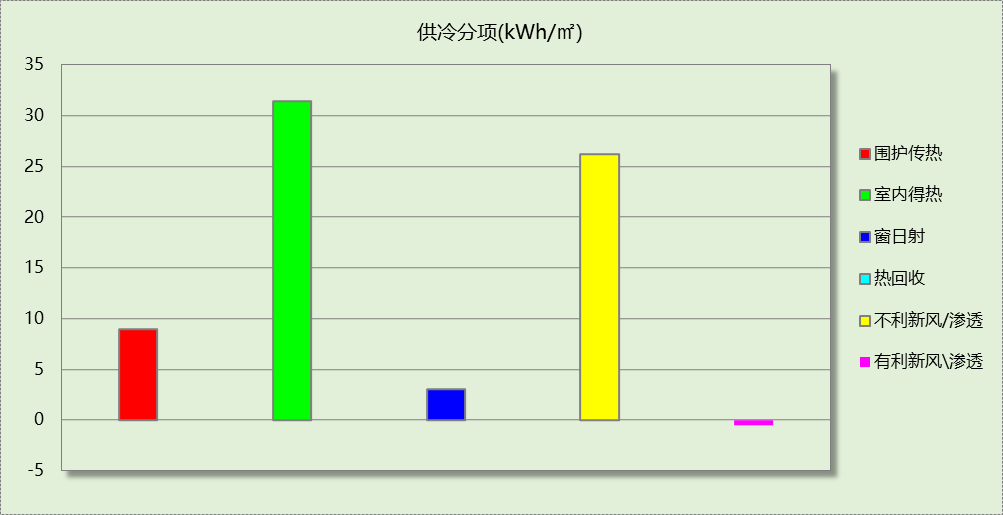 供冷分项(kWh/㎡)
35
30
25
20
15
10
5
0
-5
围护传热
室内得热
窗日射
热回收
不利新风/渗透
有利新风\渗透